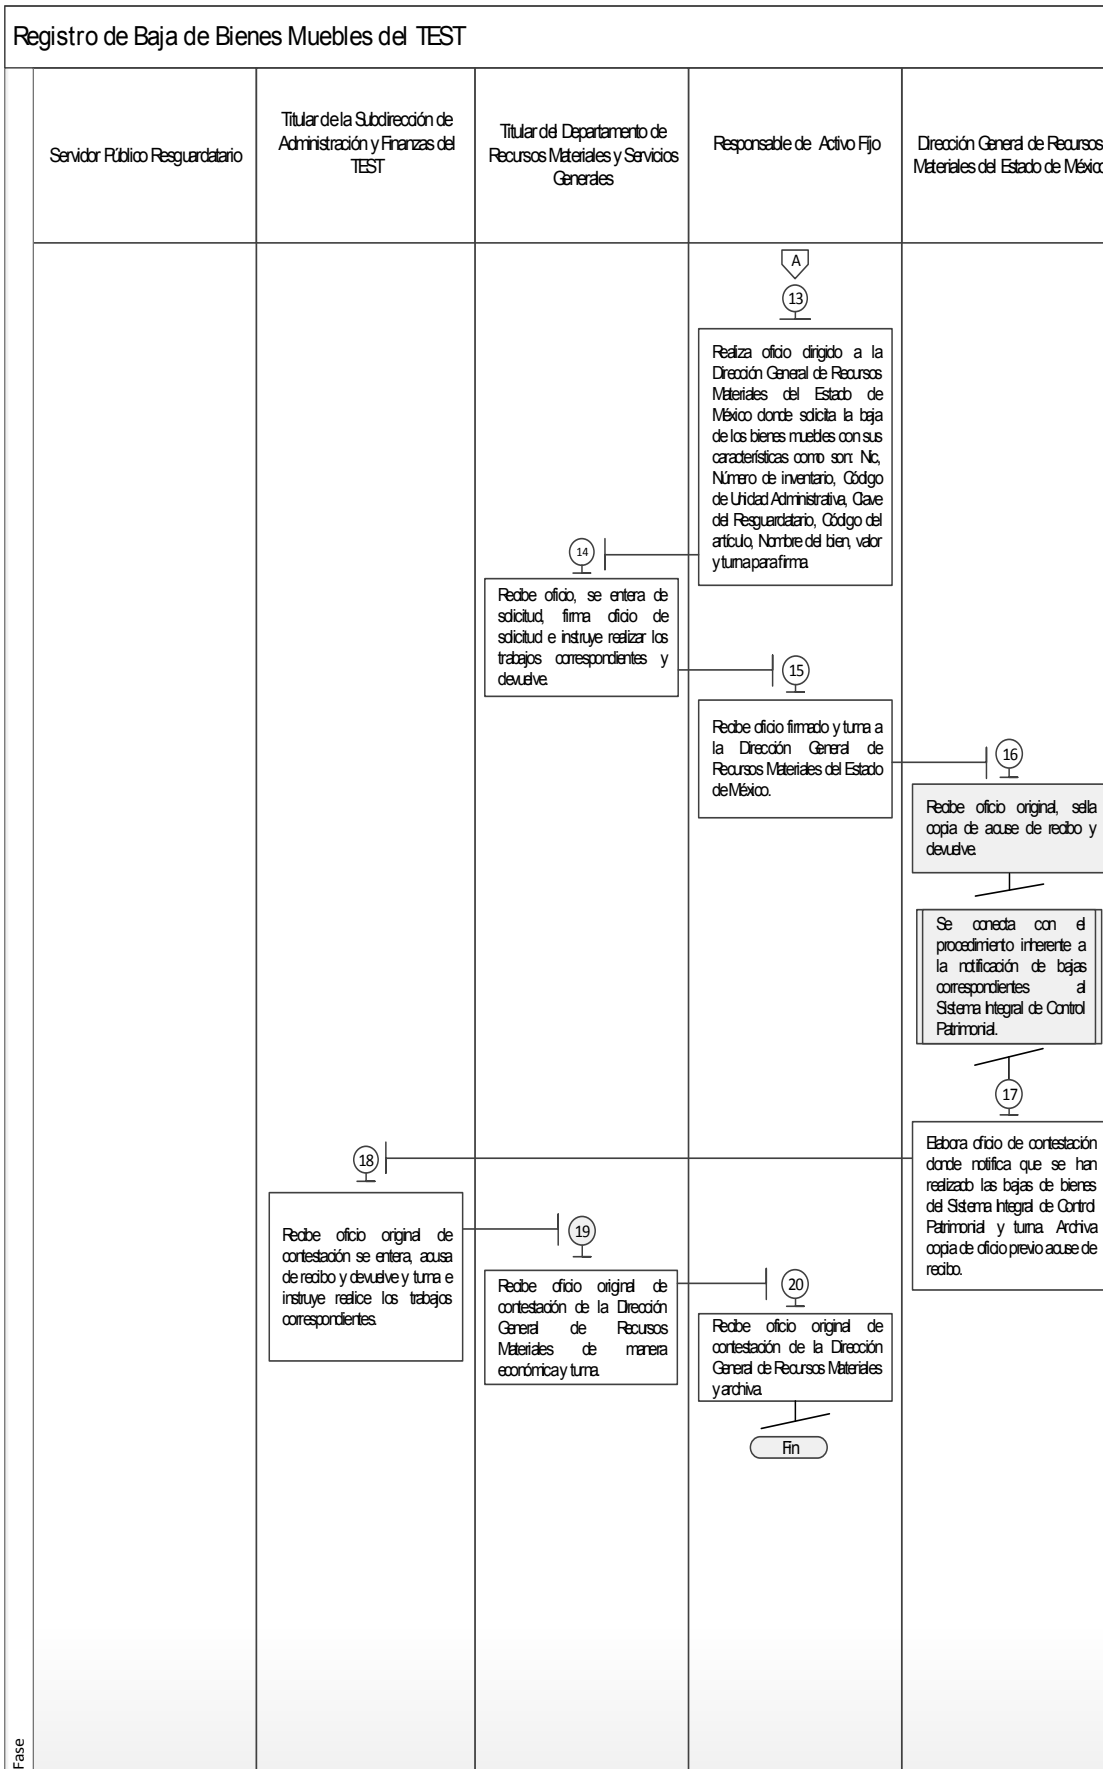 Registro de Baja de Bienes Muebles del TEST
Servidor Público Resguardatario
Titular de la Subdirección de
Administración y Finanzas del
TEST
Titular del Departamento de
Recursos Materiales y Servicios
Generales
Responsable de Activo Fijo
Dirección General de Recursos
Materiales del Estado de México
A
13
Realiza oficio dirigido a la
Dirección General de Recursos
Materiales del Estado de
México donde solicita la baja
de los bienes muebles con sus
características como son: Nic,
Número de inventario, Código
de Unidad Administrativa, Clave
del Resguardatario, Código del
artículo, Nombre del bien, valor
y turna para firma.
14
Recibe oficio, se entera de
solicitud, firma oficio de
solicitud e instruye realizar los
trabajos correspondientes y
devuelve.
15
Recibe oficio firmado y turna a
la Dirección General de
Recursos Materiales del Estado
de México.
16
Recibe oficio original, sella
copia de acuse de recibo y
devuelve.
Se conecta con el
procedimiento inherente a
la notificación de bajas
correspondientes al
Sistema Integral de Control
Patrimonial.
17
Elabora oficio de contestación
donde notifica que se han
realizado las bajas de bienes
del Sistema Integral de Control
Patrimonial y turna Archiva
copia de oficio previo acuse de
recibo.
18
Recibe oficio original de
contestación se entera, acusa
de recibo y devuelve y turna e
instruye realice los trabajos
correspondientes.
19
Recibe oficio original de
contestación de la Dirección
General de Recursos
Materiales de manera
económica y turna.
20
Recibe oficio original de
contestación de la Dirección
General de Recursos Materiales
y archiva.
Fin
Fase